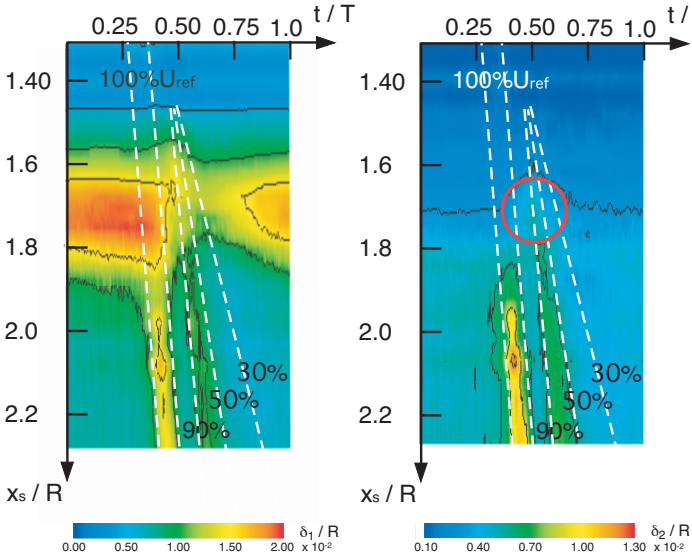 t / T
0.25 0.50 0.75 1.0
100%Uref
1.40
1.6
1.8
2.0
2.2
30%
50%
90%
xs / R
δ1 / R
0.00 0.50 1.00 1.50 2.00
x 10-2
t / T
0.25 0.50 0.75 1.0
100%Uref
1.40
1.6
1.8
2.0
2.2
30%
50%
90%
xs / R
δ2 / R
0.10 0.40 0.70 1.00 1.30
x 10-2